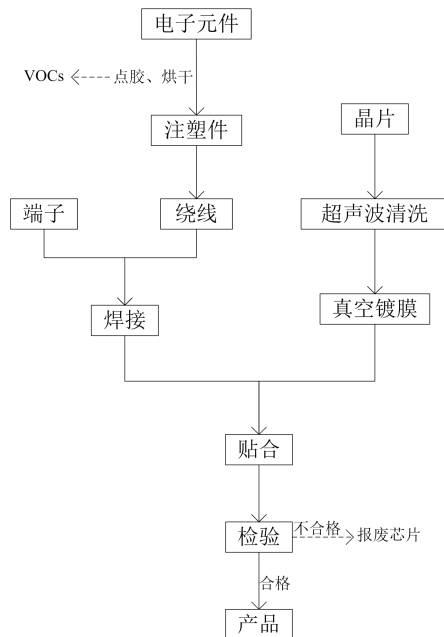 电子元件
VOCs
点胶、烘干
注塑件
晶片
端子
绕线
超声波清洗
焊接
真空镀膜
贴合
检验
不合格
报废芯片
合格
产品